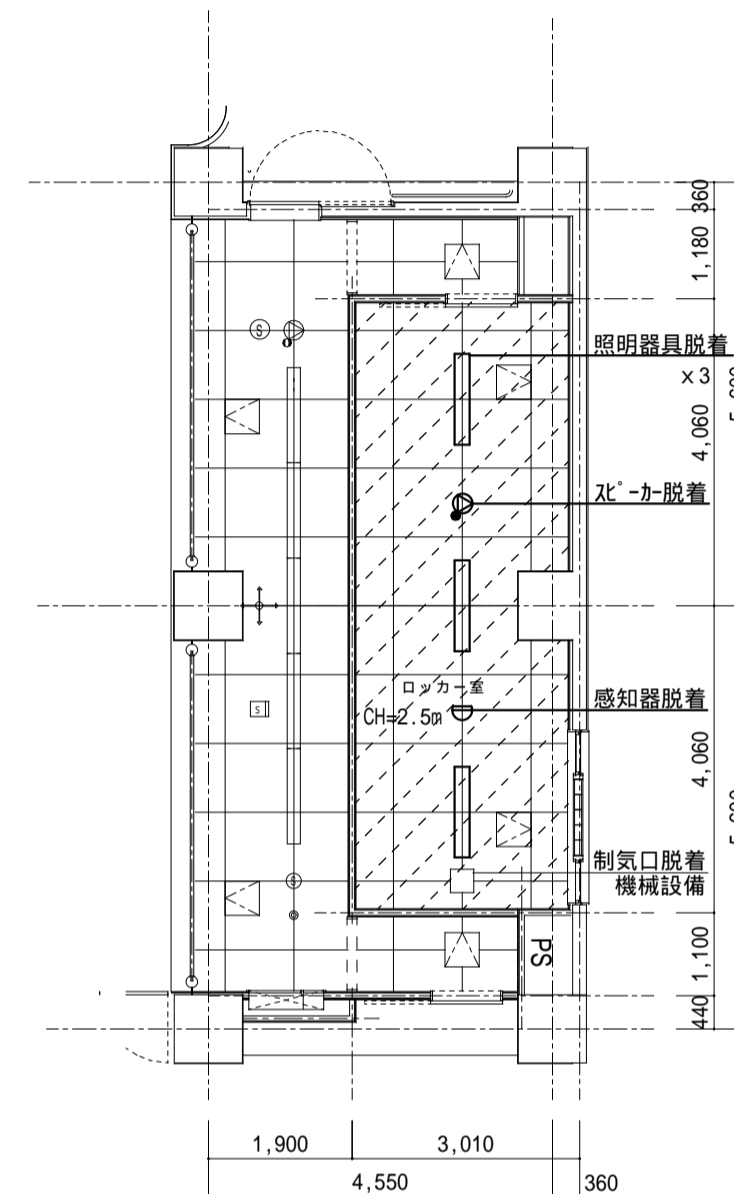 360
1,180
照明器具脱着
×3
4,060
S
スピーカー脱着
ロッカー室
CH=2.5m
感知器脱着
S
4,060
制気口脱着
機械設備
S
PS
1,100
440
1,900
3,010
4,550
360